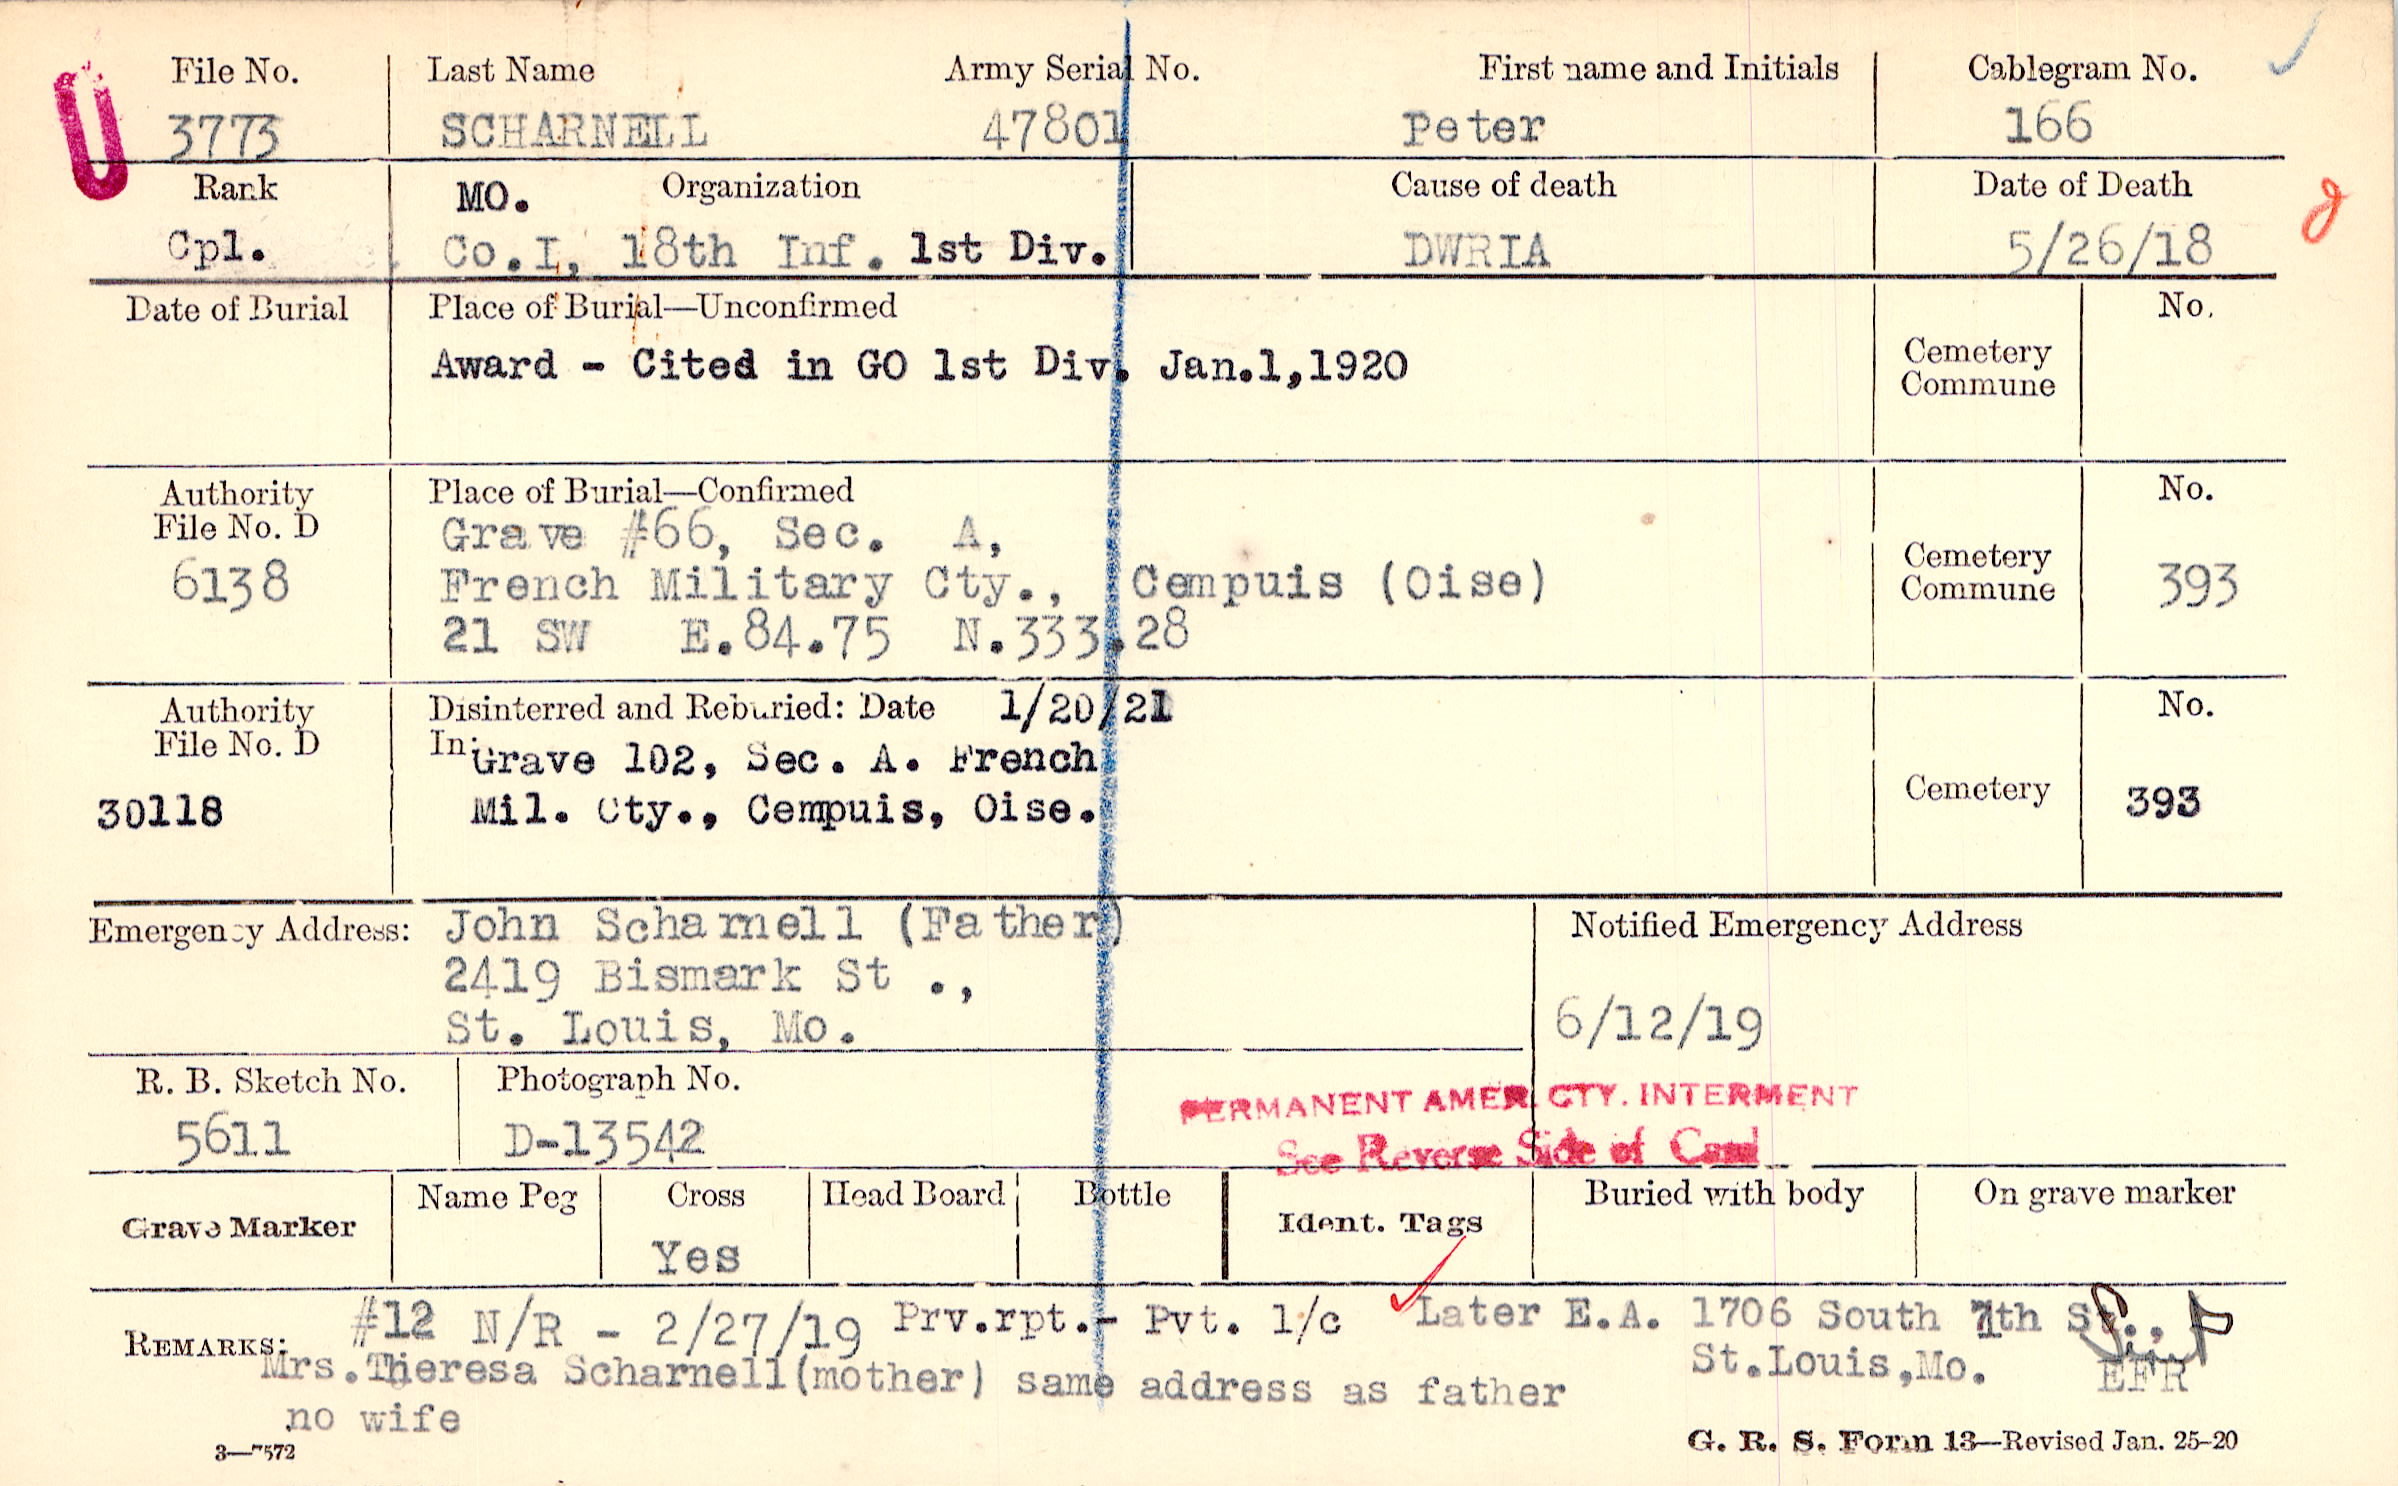 File No. Last Name Army Serial No. First name and Initials Cablegram No.
3773 SCHARNELL 47801 Peter 166
Rank MO. Organization Cause of death Date of Death
Cpl. Co.I, 18th Inf. 1st Div. DWRIA 5/26/18
Date of Burial Place of Burial—Unconfirmed No.
Award - Cited in GO 1st Div. Jan.1,1920
Cemetery
Commune
Authority Place of Burial—Confirmed No.
File No. D Grave #66, Sec. A,
6138 French Military Cty., Cempuis (Oise) Cemetery
Commune 393
21 SW E.84.75 N.333.28
Authority Disinterred and Reburied: Date 1/20/21 No.
File No. D In: Grave 102, Sec. A. French
30118 Mil. Cty., Cempuis, Oise. Cemetery 393
Emergency Address: John Scharnell (Father) Notified Emergency Address
2419 Bismark St .,
St. Louis, Mo. 6/12/19
R. B. Sketch No. Photograph No.
5611 D-13542
PERMANENT AMER. CTY. INTERMENT
See Reverse Side of Card
Grave Marker Name Peg Cross Head Board Bottle Ident. Tags Buried with body On grave marker
Yes
REMARKS: #12 N/R - 2/27/19 Prv.rpt.- Pvt. 1/c Later E.A. 1706 South 7th St.,
St.Louis,Mo. EFR
Mrs.Theresa Scharnell(mother) same address as father
no wife
3—7572 G. R. S. Form 13—Revised Jan. 25-20